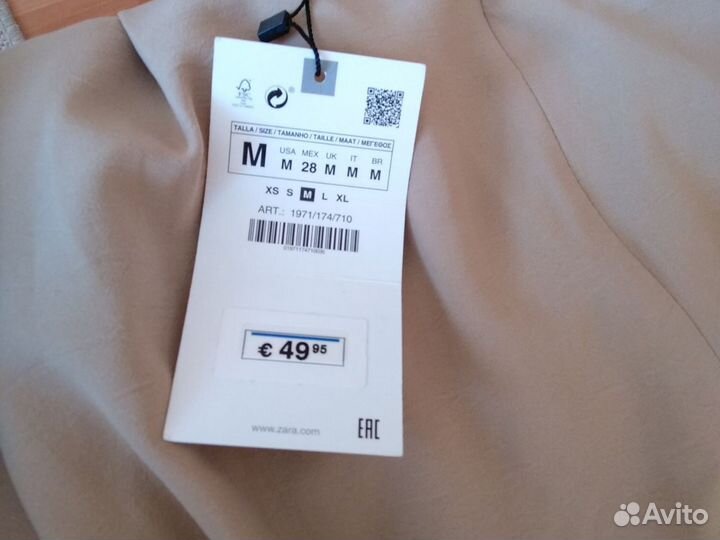 TALLA / SIZE / TAMANHO / TAILLE / MAAT / ΜΕΓΕΘΟΣ
M
USA MEX UK IT BR
M 28 M M M
XS S M L XL
ART.: 1971/174/710
€ 49 95
www.zara.com
EAC
Avito